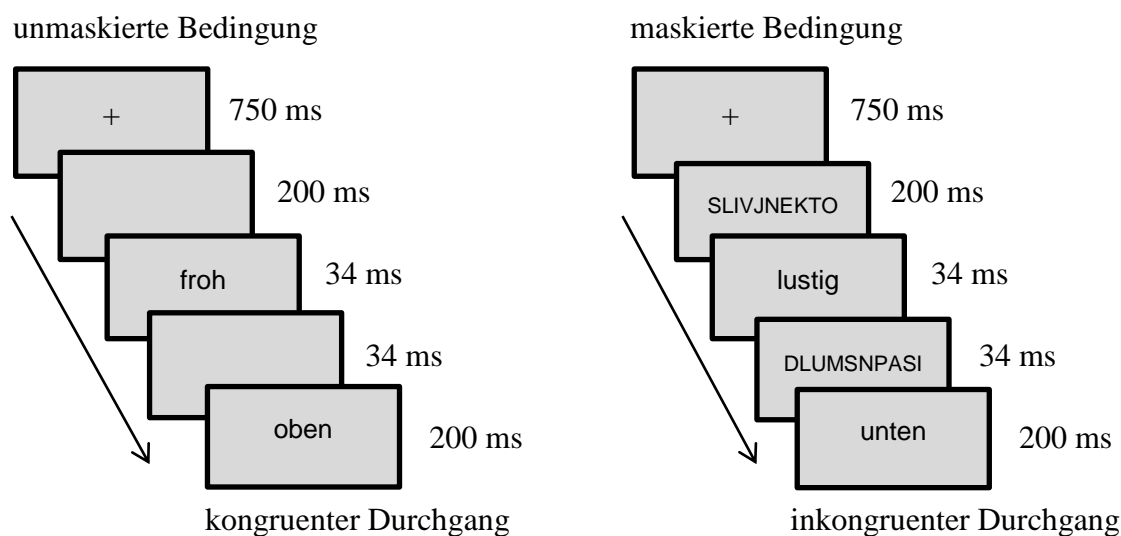 unmaskierte Bedingung
+
750 ms
200 ms
froh
34 ms
34 ms
oben
200 ms
kongruenter Durchgang
maskierte Bedingung
+
750 ms
SLIVJNEKTO
200 ms
lustig
34 ms
DLUMSNPASI
34 ms
unten
200 ms
inkongruenter Durchgang